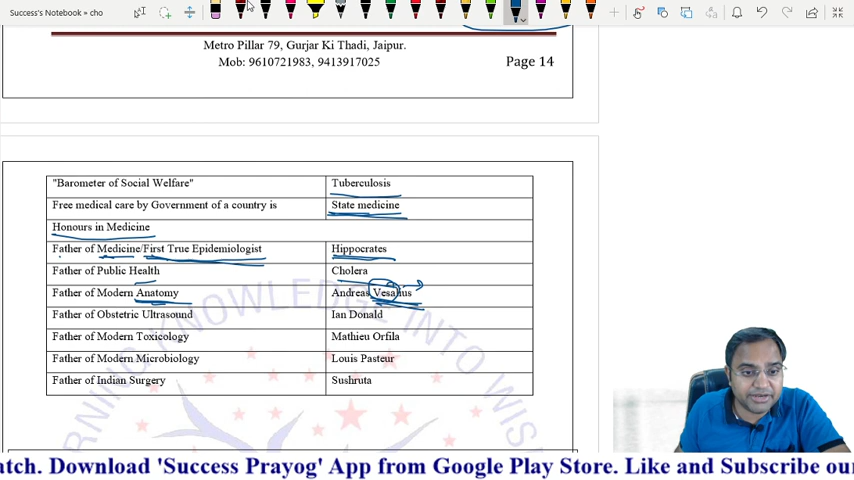 Success's Notebook » cho
Metro Pillar 79, Gurjar Ki Thadi, Jaipur.
Mob: 9610721983, 9413917025
Page 14
"Barometer of Social Welfare" Tuberculosis
Free medical care by Government of a country is State medicine
Honours in Medicine
Father of Medicine/First True Epidemiologist Hippocrates
Father of Public Health Cholera
Father of Modern Anatomy Andreas Vesalius
Father of Obstetric Ultrasound Ian Donald
Father of Modern Toxicology Mathieu Orfila
Father of Modern Microbiology Louis Pasteur
Father of Indian Surgery Sushruta
RNING KNOWLEDGE INTO WIS
atch. Download 'Success Prayog' App from Google Play Store. Like and Subscribe ou